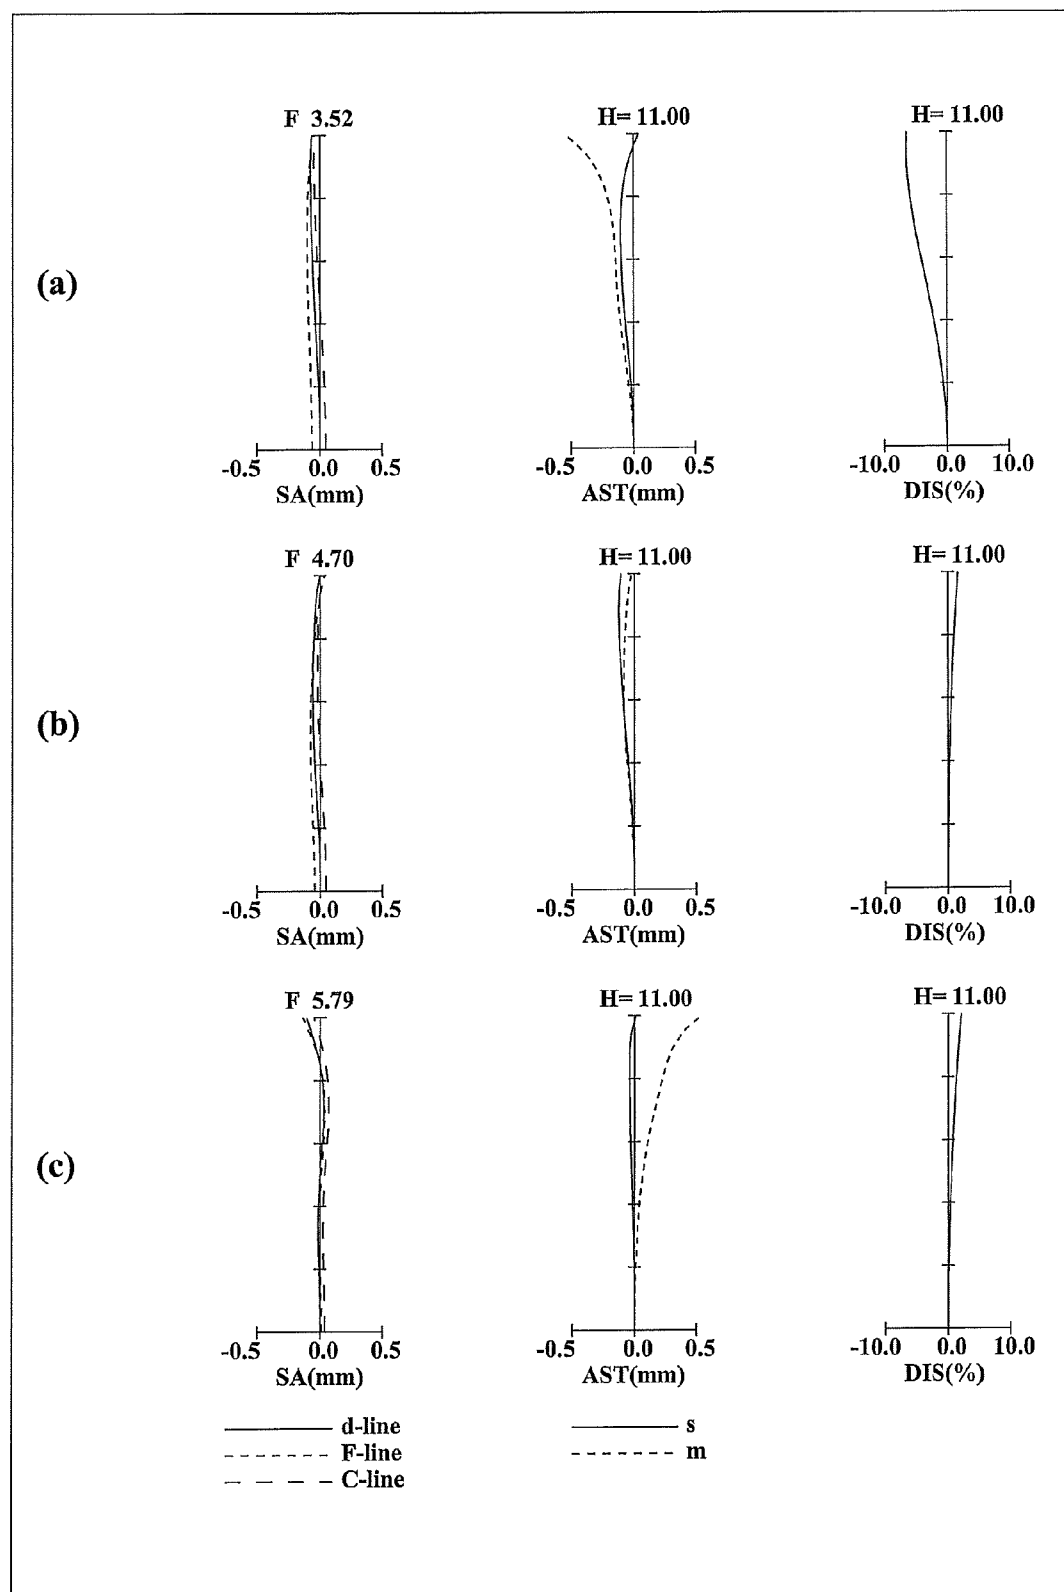 F 3.52
H= 11.00
H= 11.00
(a)
-0.5 0.0 0.5
SA(mm)
-0.5 0.0 0.5
AST(mm)
-10.0 0.0 10.0
DIS(%)
F 4.70
H= 11.00
H= 11.00
(b)
-0.5 0.0 0.5
SA(mm)
-0.5 0.0 0.5
AST(mm)
-10.0 0.0 10.0
DIS(%)
F 5.79
H= 11.00
H= 11.00
(c)
-0.5 0.0 0.5
SA(mm)
-0.5 0.0 0.5
AST(mm)
-10.0 0.0 10.0
DIS(%)
d-line
F-line
C-line
s
m